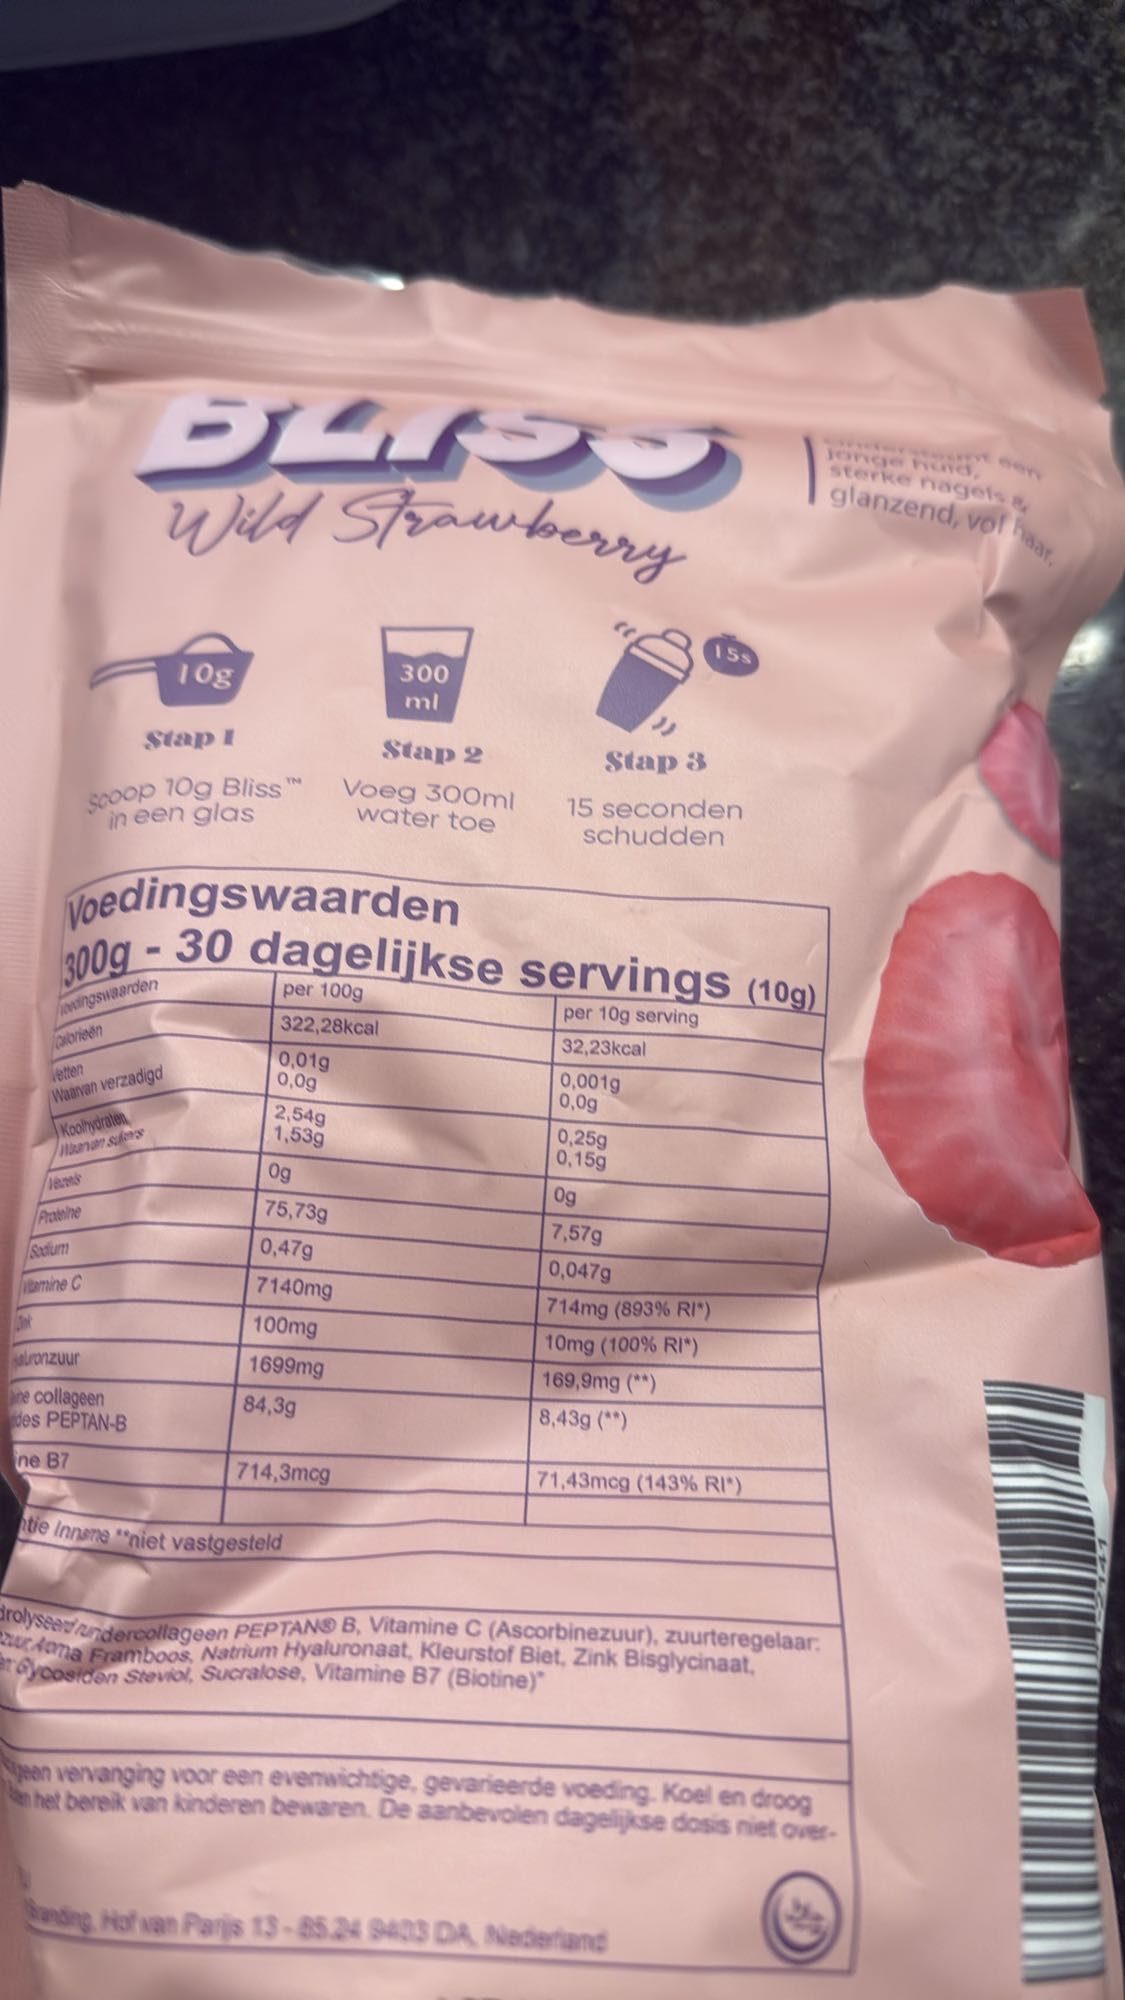 BLISS
Wild Strawberry
een
jonge huid,
sterke nagels &
glanzend, vol haar.
10g
300
ml
15s
Stap 1
Stap 2
Stap 3
Scoop 10g Bliss™
in een glas
Voeg 300ml
water toe
15 seconden
schudden
Voedingswaarden
300g - 30 dagelijkse servings (10g)
Voedingswaarden per 100g per 10g serving
Calorieën 322,28kcal 32,23kcal
Vetten 0,01g 0,001g
Waarvan verzadigd 0,0g 0,0g
Koolhydraten 2,54g 0,25g
Waarvan suikers 1,53g 0,15g
Vezels 0g 0g
Proteïne 75,73g 7,57g
Sodium 0,47g 0,047g
Vitamine C 7140mg 714mg (893% RI*)
Zink 100mg 10mg (100% RI*)
aluronzuur 1699mg 169,9mg (**)
ne collageen 84,3g 8,43g (**)
des PEPTAN-B
ine B7 714,3mcg 71,43mcg (143% RI*)
ntie Inname **niet vastgesteld
drolyseerd rundercollageen PEPTAN® B, Vitamine C (Ascorbinezuur), zuurteregelaar:
zuur, Aroma Framboos, Natrium Hyaluronaat, Kleurstof Biet, Zink Bisglycinaat,
Glycosiden Steviol, Sucralose, Vitamine B7 (Biotine)"
geen vervanging voor een evenwichtige, gevarieerde voeding. Koel en droog
het bereik van kinderen bewaren. De aanbevolen dagelijkse dosis niet over-
Branding, Hof van Parijs 13 - 85.24 9403 DA, Nederland